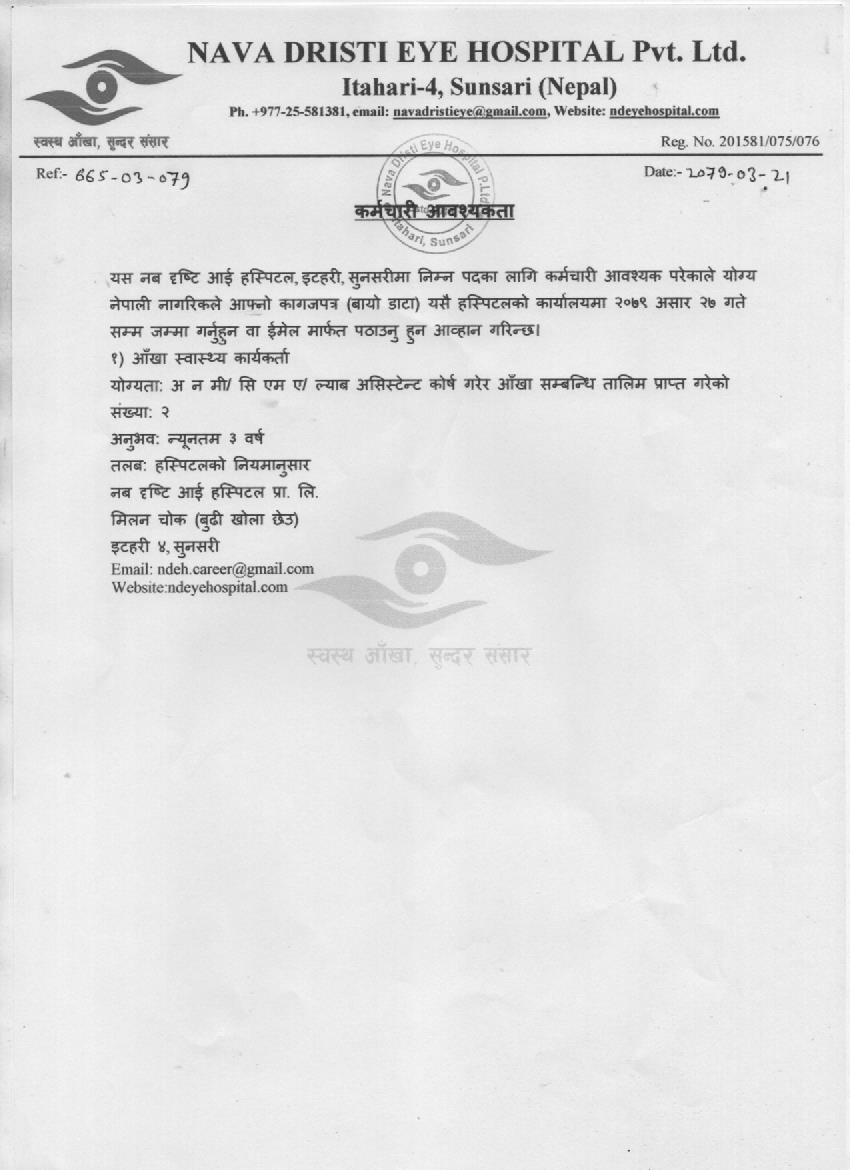 NAVA DRISTI EYE HOSPITAL Pvt. Ltd.
Itahari-4, Sunsari (Nepal)
Ph. +977-25-581381, email: navadristieye@gmail.com, Website: ndeyehospital.com
स्वस्थ आँखा, सुन्दर संसार
Reg. No. 201581/075/076
Ref:- 665-03-079
Date:- 2079-03-21
Nava Dristi Eye Hospital P.Ltd.
Itahari, Sunsari
कर्मचारी आवश्यकता
यस नब दृष्टि आई हस्पिटल, इटहरी, सुनसरीमा निम्न पदका लागि कर्मचारी आवश्यक परेकाले योग्य
नेपाली नागरिकले आफ्नो कागजपत्र (बायो डाटा) यसै हस्पिटलको कार्यालयमा २०७९ असार २७ गते
सम्म जम्मा गर्नुहुन वा ईमेल मार्फत पठाउनु हुन आव्हान गरिन्छ।
१) आँखा स्वास्थ्य कार्यकर्ता
योग्यता: अ न मी/ सि एम ए/ ल्याब असिस्टेन्ट कोर्ष गरेर आँखा सम्बन्धि तालिम प्राप्त गरेको
संख्या: २
अनुभव: न्यूनतम ३ वर्ष
तलब: हस्पिटलको नियमानुसार
नब दृष्टि आई हस्पिटल प्रा. लि.
मिलन चोक (बुढी खोला छेउ)
इटहरी ४, सुनसरी
Email: ndeh.career@gmail.com
Website:ndeyehospital.com
स्वस्थ आँखा, सुन्दर संसार